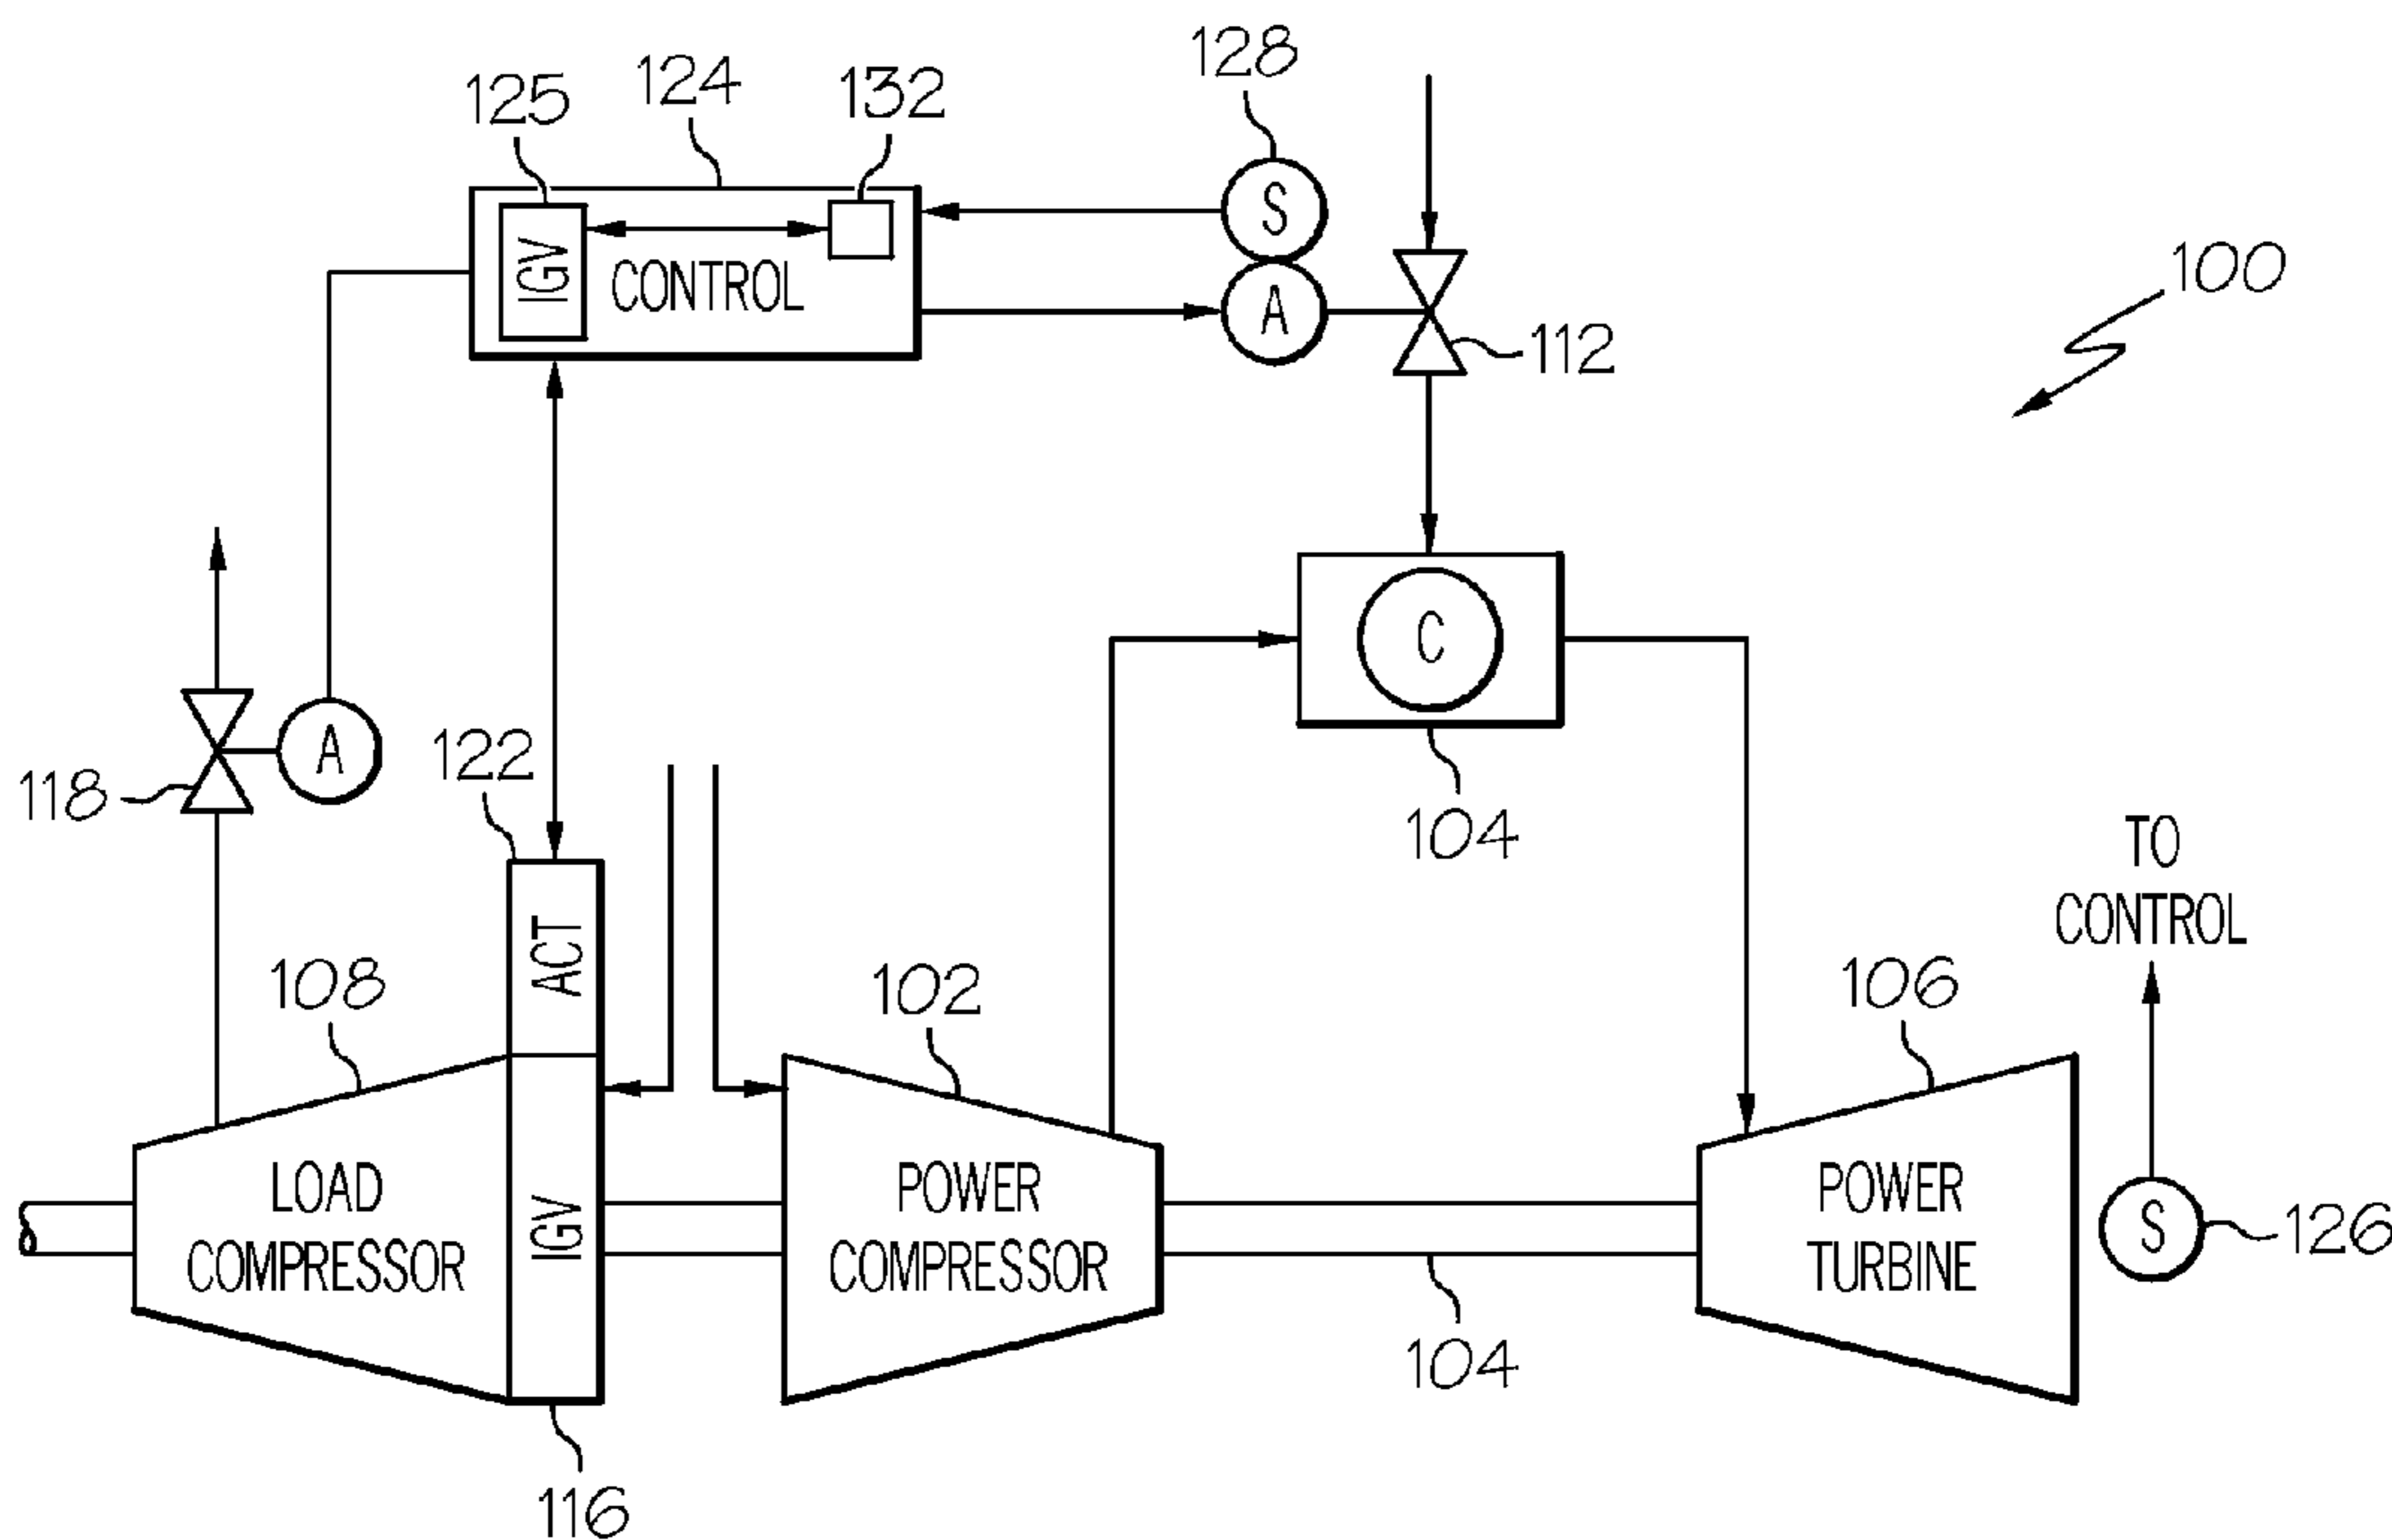 128
125
124
132
S
IGV
CONTROL
A
100
112
C
A
122
118
104
TO
CONTROL
ACT
108
102
106
LOAD
COMPRESSOR
IGV
POWER
COMPRESSOR
POWER
TURBINE
S
126
104
116